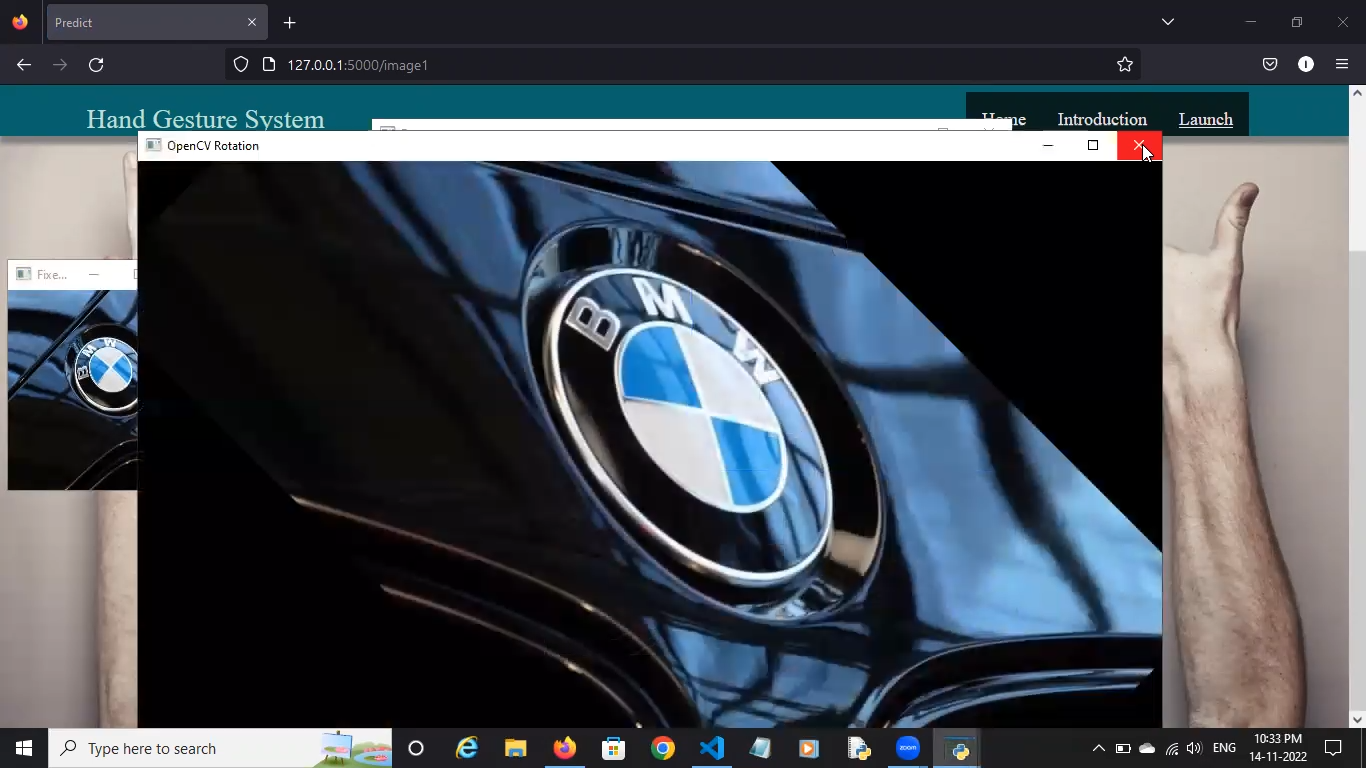 Predict
127.0.0.1:5000/image1
Hand Gesture System
Home Introduction Launch
OpenCV Rotation
Fixe...
BMW
BMW
Type here to search
zoom
ENG
10:33 PM
14-11-2022